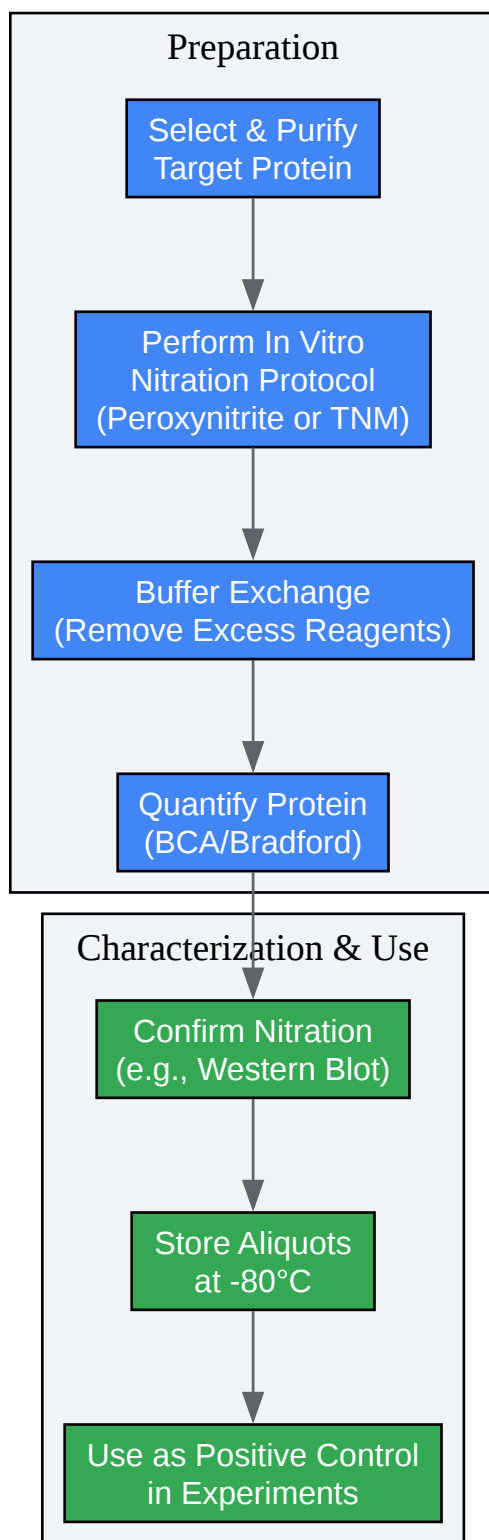 Preparation
Select & Purify
Target Protein
Perform In Vitro
Nitration Protocol
(Peroxynitrite or TNM)
Buffer Exchange
(Remove Excess Reagents)
Quantify Protein
(BCA/Bradford)
Characterization & Use
Confirm Nitration
(e.g., Western Blot)
Store Aliquots
at -80°C
Use as Positive Control
in Experiments